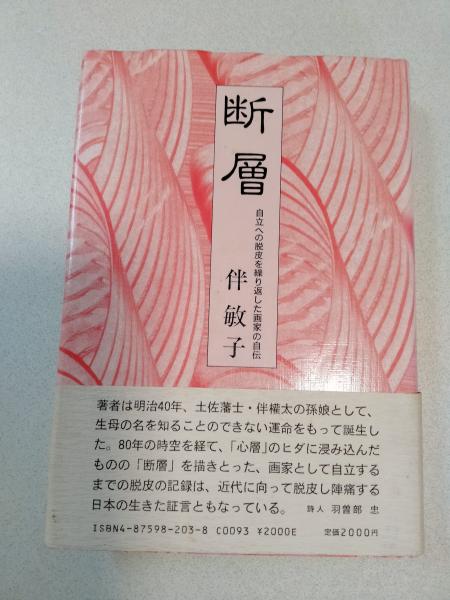 断層
自立への脱皮を繰り返した画家の自伝
伴敏子
著者は明治40年、土佐藩士・伴権太の孫娘として、
生母の名を知ることのできない運命をもって誕生し
た。80年の時空を経て、「心層」のヒダに浸み込んだ
ものの「断層」を描きとった、画家として自立する
までの脱皮の記録は、近代に向って脱皮し陣痛する
日本の生きた証言ともなっている。 詩人 羽曽部 忠
ISBN4-87598-203-8 C0093 ¥2000E 定価2000円